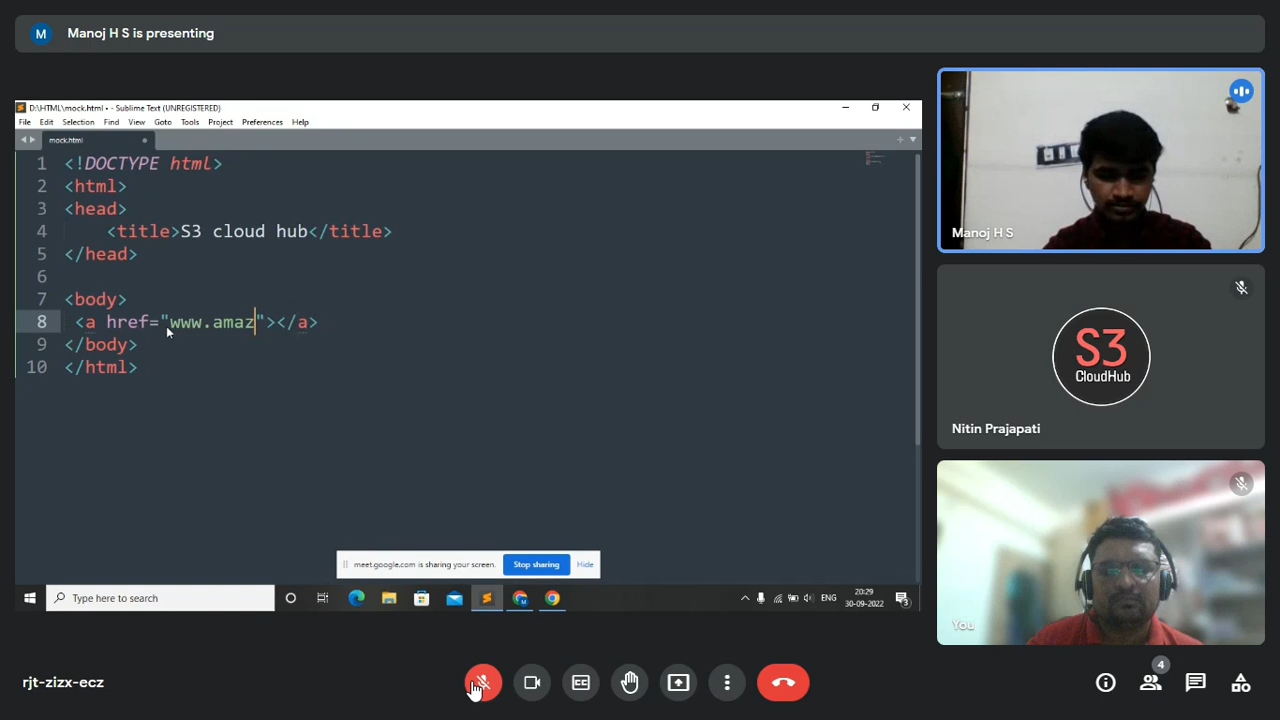 M Manoj H S is presenting
D:\HTML\mock.html • - Sublime Text (UNREGISTERED)
File Edit Selection Find View Goto Tools Project Preferences Help
mock.html
1 <!DOCTYPE html>
2 <html>
3 <head>
4 <title>S3 cloud hub</title>
5 </head>
6
7 <body>
8 <a href="www.amaz"></a>
9 </body>
10 </html>
meet.google.com is sharing your screen. Stop sharing Hide
Type here to search
ENG
20:29
30-09-2022
3
Manoj H S
S3
CloudHub
Nitin Prajapati
You
rjt-zizx-ecz
4